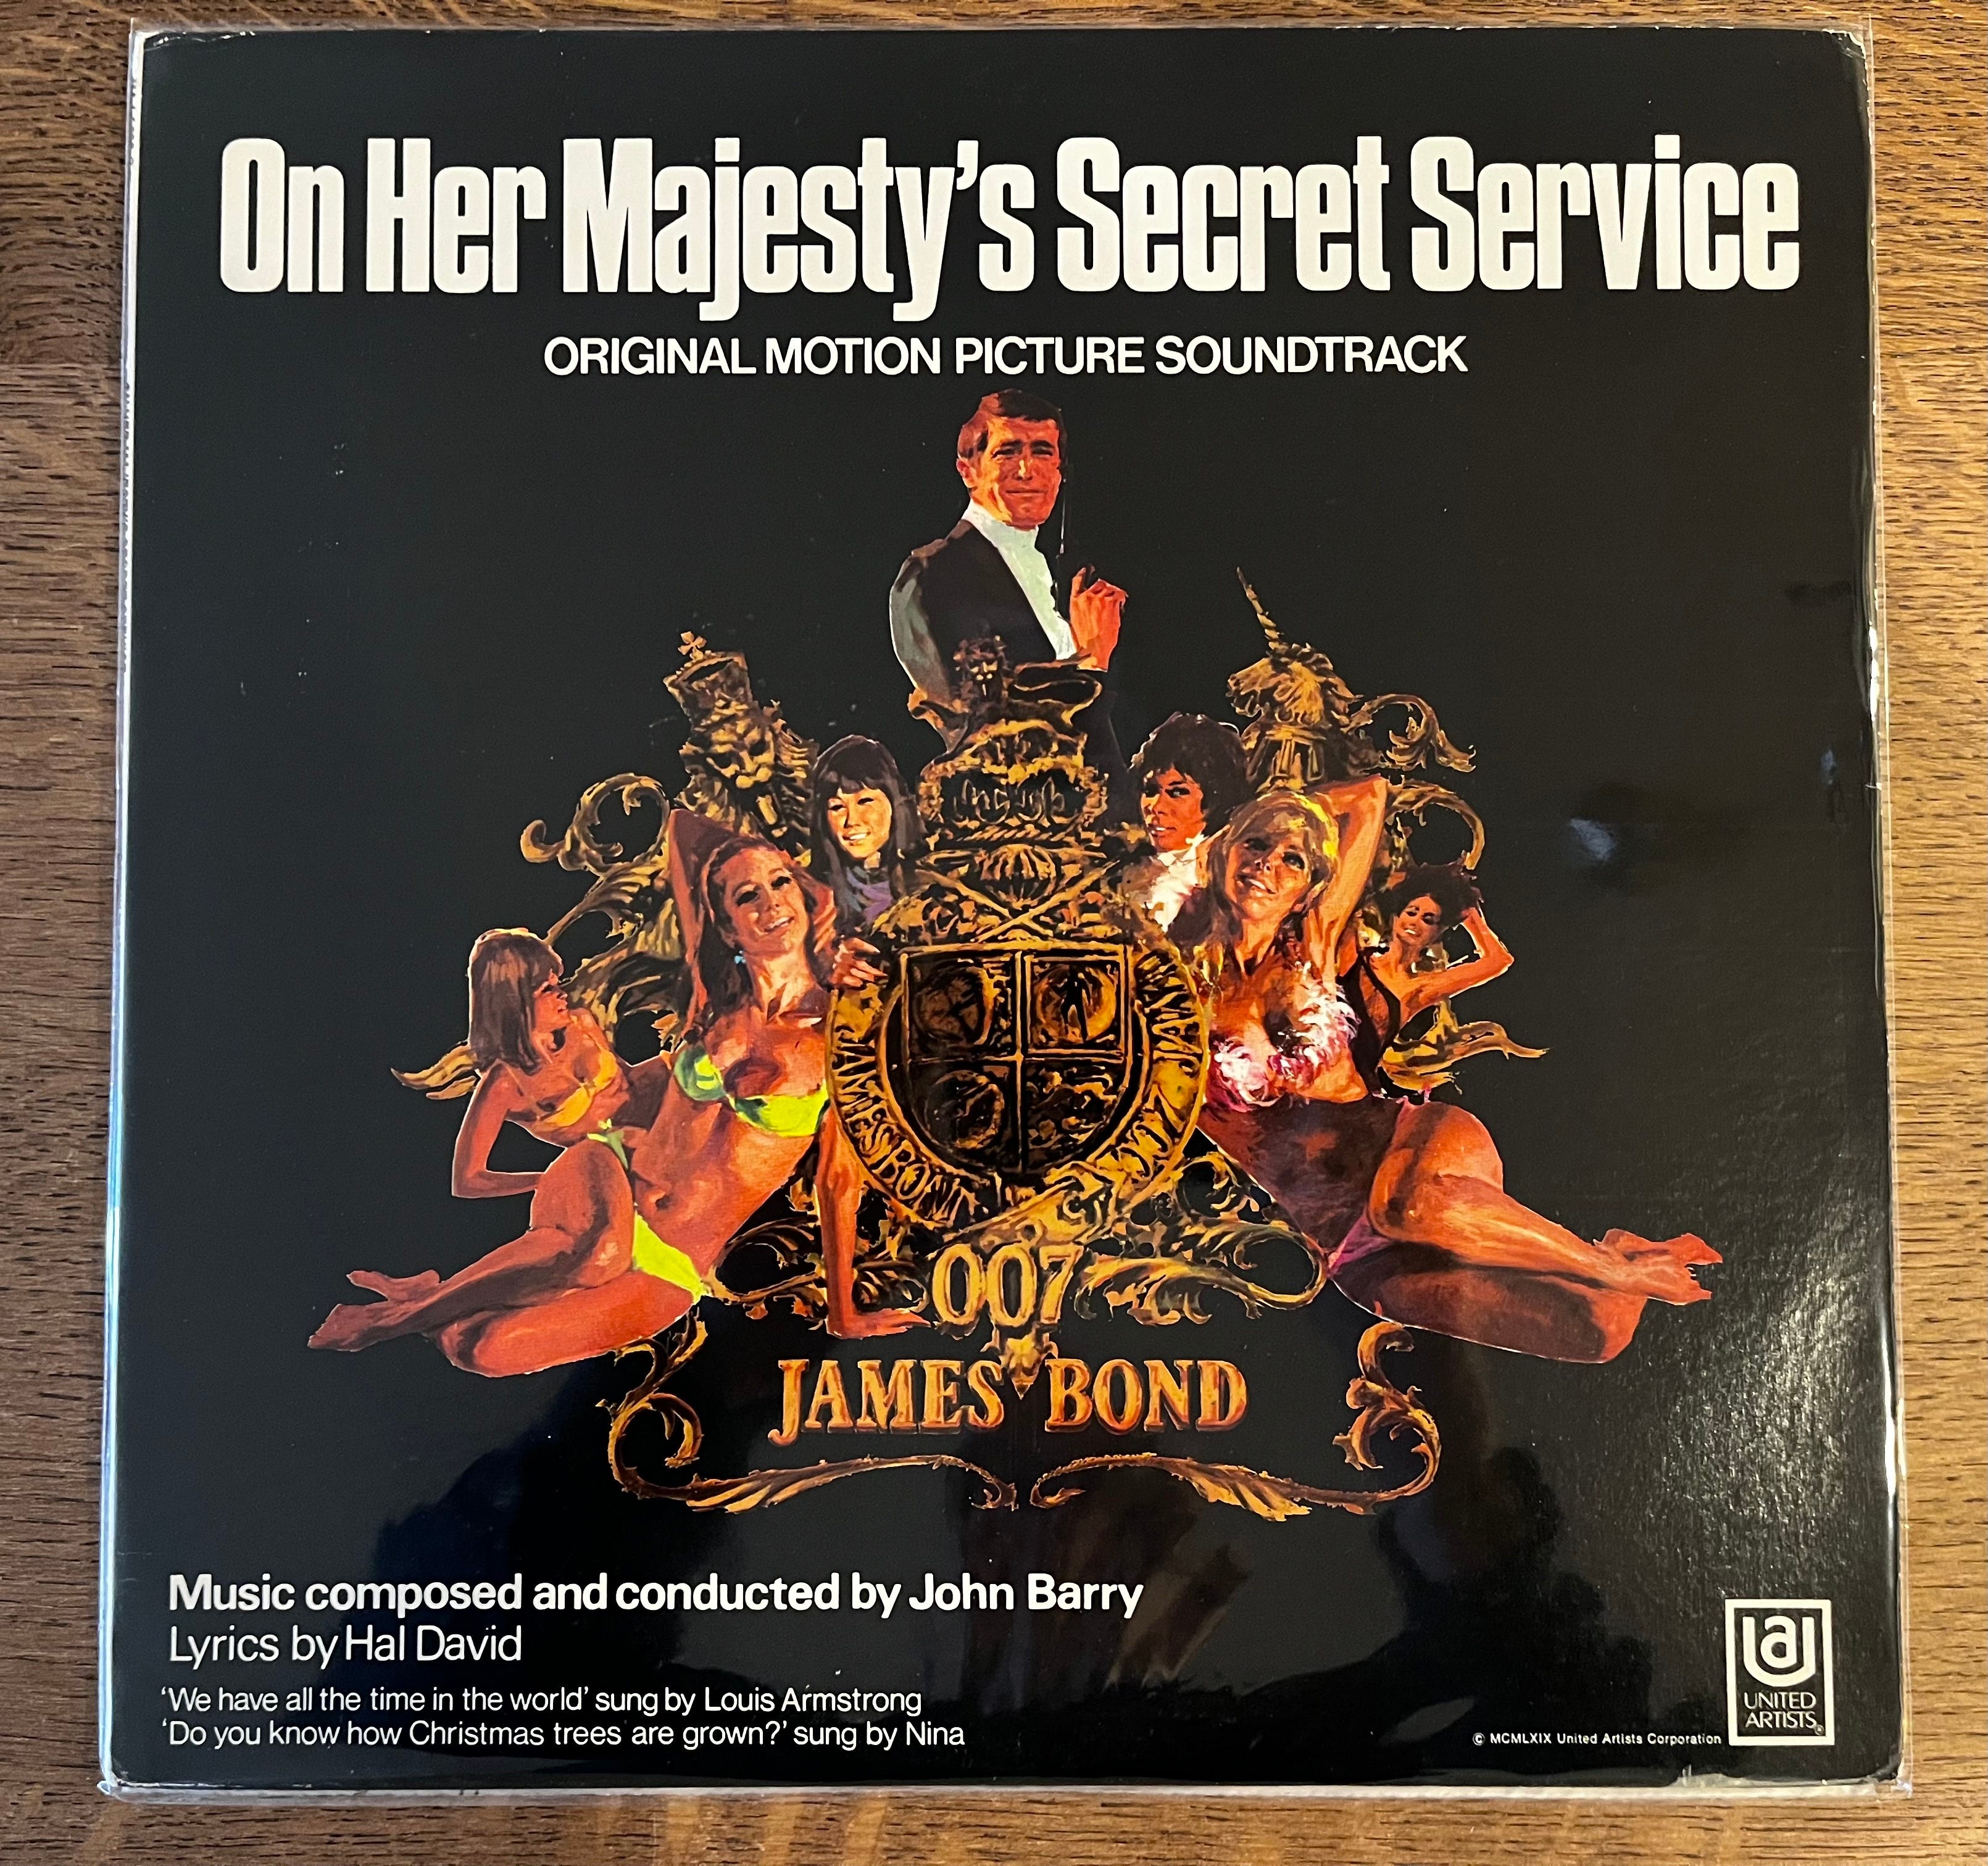 On Her Majesty's Secret Service
ORIGINAL MOTION PICTURE SOUNDTRACK
JAMES BOND
007
JAMES BOND
Music composed and conducted by John Barry
Lyrics by Hal David
‘We have all the time in the world’ sung by Louis Armstrong
‘Do you know how Christmas trees are grown?’ sung by Nina
© MCMLXIX United Artists Corporation
ua
UNITED
ARTISTS®